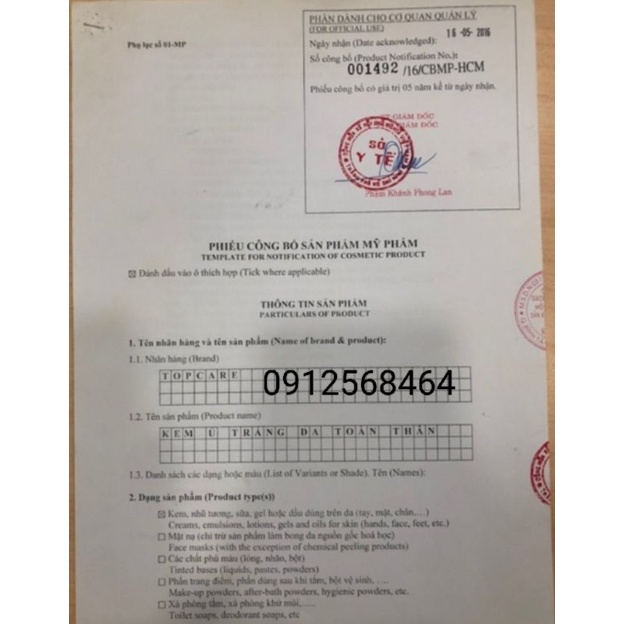 PHẦN DÀNH CHO CƠ QUAN QUẢN LÝ
(FOR OFFICIAL USE)
Ngày nhận (Date acknowledged): 16 -05- 2016
Số công bố (Product Notification No.):
001492 /16/CBMP-HCM
Phiếu công bố có giá trị 05 năm kể từ ngày nhận.
GIÁM ĐỐC
GIÁM ĐỐC
SỞ
Y TẾ
Phạm Khánh Phong Lan
Phụ lục số 01-MP
PHIẾU CÔNG BỐ SẢN PHẨM MỸ PHẨM
TEMPLATE FOR NOTIFICATION OF COSMETIC PRODUCT
Đánh dấu vào ô thích hợp (Tick where applicable)
THÔNG TIN SẢN PHẨM
PARTICULARS OF PRODUCT
1. Tên nhãn hàng và tên sản phẩm (Name of brand & product):
1.1. Nhãn hàng (Brand)
TOPCARE
0912568464
1.2. Tên sản phẩm (Product name)
KEM Ủ TRẮNG DA TOÀN THÂN
1.3. Danh sách các dạng hoặc màu (List of Variants or Shade). Tên (Names):
2. Dạng sản phẩm (Product type(s))
Kem, nhũ tương, sữa, gel hoặc dầu dùng trên da (tay, mặt, chân,....)
Creams, emulsions, lotions, gels and oils for skin (hands, face, feet, etc.)
Mặt nạ (chỉ trừ sản phẩm làm bong da nguồn gốc hoá học)
Face masks (with the exception of chemical peeling products)
Các chất phủ màu (lỏng, nhão, bột)
Tinted bases (liquids, pastes, powders)
Phấn trang điểm, phấn dùng sau khi tắm, bột vệ sinh, ....
Make-up powders, after-bath powders, hygienic powders, etc.
Xà phòng tắm, xà phòng khử mùi,.....
Toilet soaps, deodorant soaps, etc